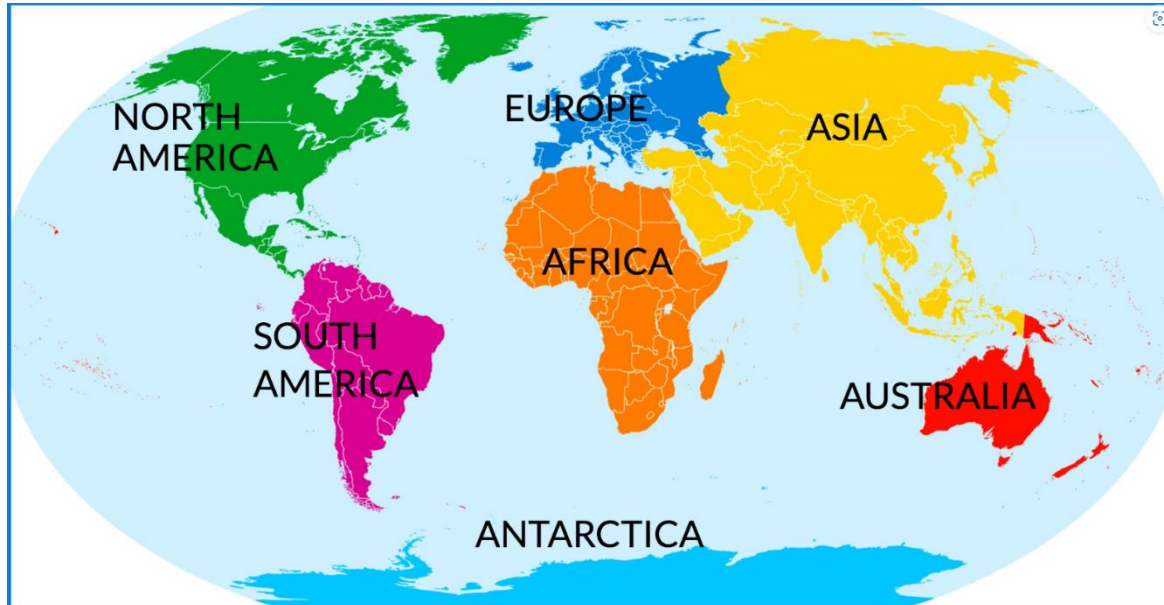 NORTH
AMERICA
EUROPE
ASIA
AFRICA
SOUTH
AMERICA
AUSTRALIA
ANTARCTICA